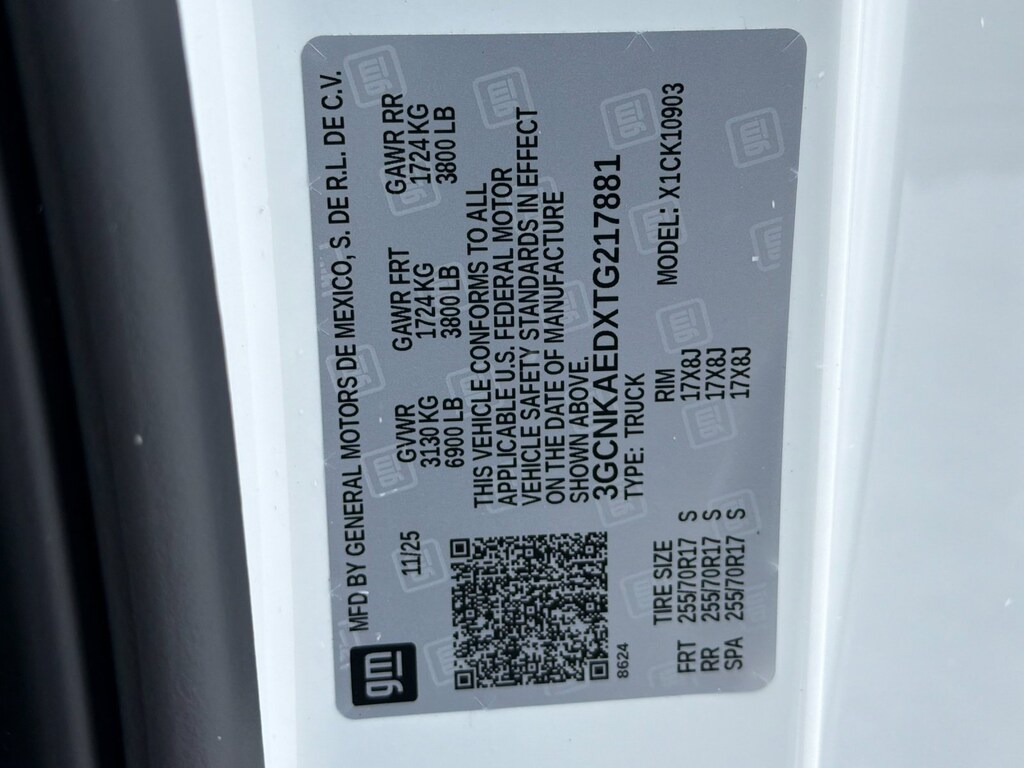 gm MFD BY GENERAL MOTORS DE MEXICO, S. DE R.L. DE C.V.
11/25 GVWR GAWR FRT GAWR RR
3130 KG 1724 KG 1724 KG
6900 LB 3800 LB 3800 LB
THIS VEHICLE CONFORMS TO ALL
APPLICABLE U.S. FEDERAL MOTOR
VEHICLE SAFETY STANDARDS IN EFFECT
ON THE DATE OF MANUFACTURE
SHOWN ABOVE.
3GCNKAEDXTG217881
8624 TYPE: TRUCK
TIRE SIZE RIM MODEL: X1CK10903
FRT 255/70R17 S 17X8J
RR 255/70R17 S 17X8J
SPA 255/70R17 S 17X8J